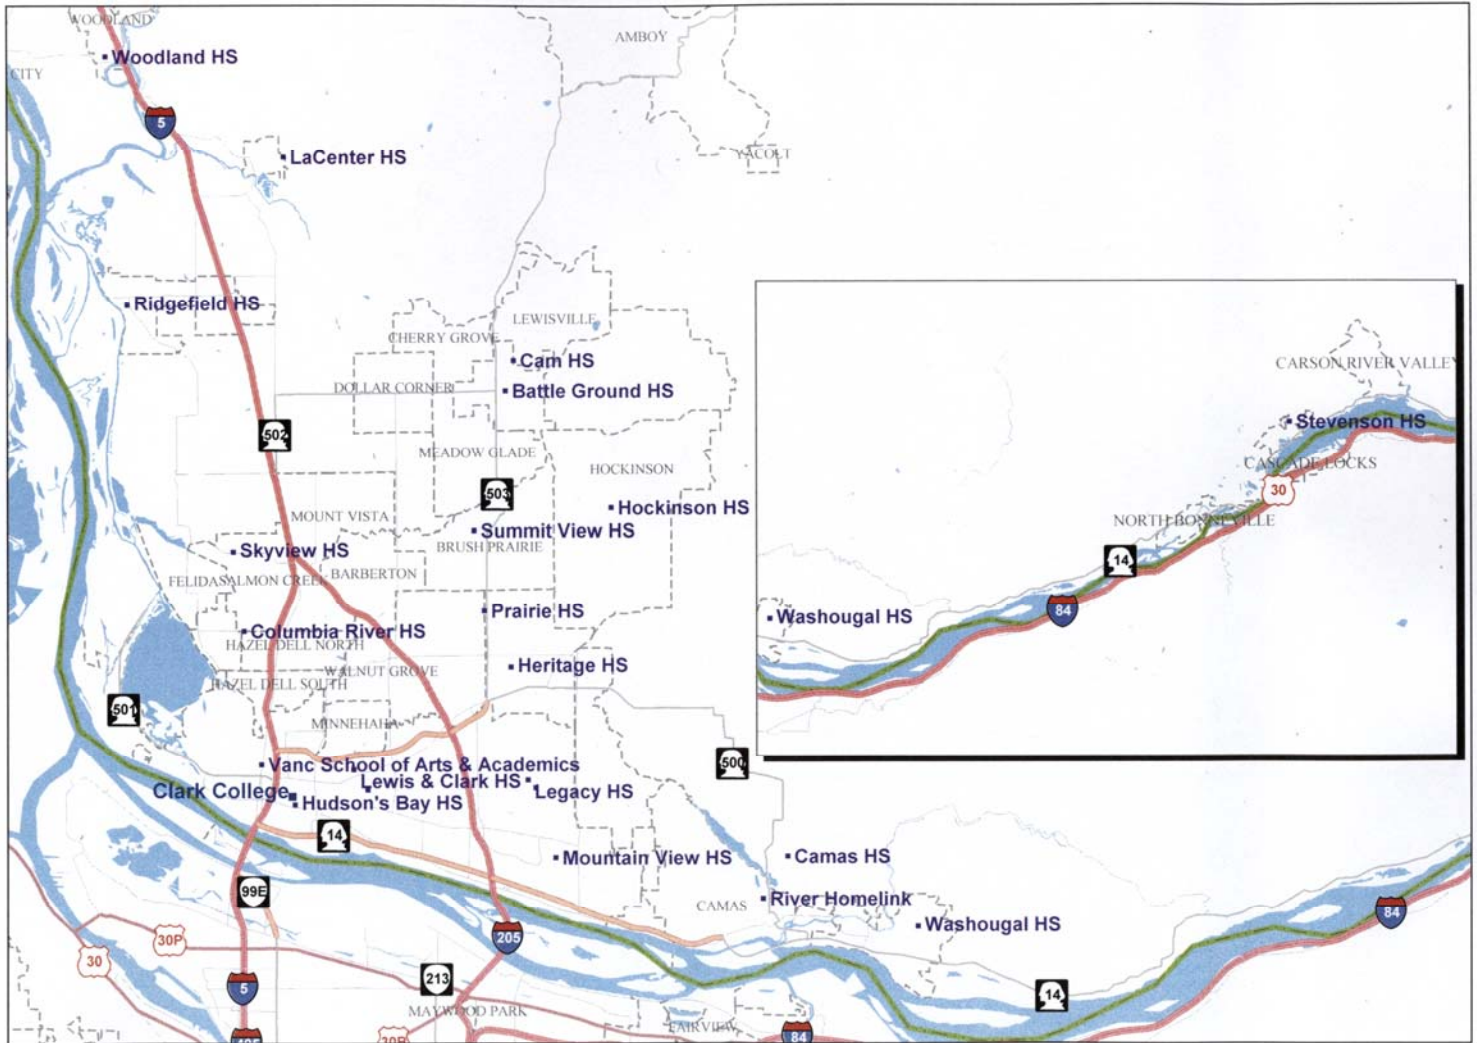 WOODLAND
Woodland HS
CITY
AMBOY
5
LaCenter HS
YACOLT
Ridgefield HS
LEWISVILLE
CHERRY GROVE
Cam HS
DOLLAR CORNER
Battle Ground HS
502
MEADOW GLADE
HOCKINSON
503
Hockinson HS
MOUNT VISTA
Summit View HS
BRUSH PRAIRIE
Skyview HS
BARBERTON
FELIDA
SALMON CREEK
Prairie HS
Columbia River HS
HAZEL DELL NORTH
Heritage HS
WALNUT GROVE
HAZEL DELL SOUTH
501
MINNEHAHA
500
Vanc School of Arts & Academics
Lewis & Clark HS
Clark College
Legacy HS
Hudson's Bay HS
14
Mountain View HS
Camas HS
99E
River Homelink
CAMAS
Washougal HS
84
30P
205
30
213
5
14
MAYWOOD PARK
FAIRVIEW
84
CARSON RIVER VALLEY
Stevenson HS
CASCADE LOCKS
30
NORTH BONNEVILLE
14
84
Washougal HS